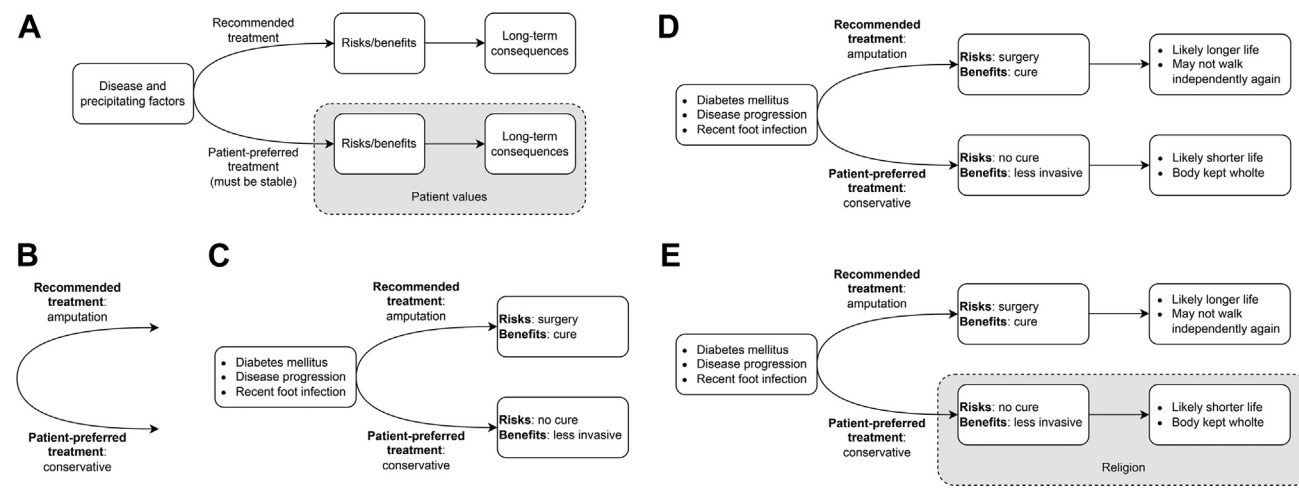 A
Recommended
treatment
Risks/benefits
Long-term
consequences
Disease and
precipitating factors
Risks/benefits
Long-term
consequences
Patient-preferred
treatment
(must be stable)
Patient values
B
Recommended
treatment:
amputation
Patient-preferred
treatment:
conservative
C
Recommended
treatment:
amputation
Risks: surgery
Benefits: cure
• Diabetes mellitus
• Disease progression
• Recent foot infection
Risks: no cure
Benefits: less invasive
Patient-preferred
treatment:
conservative
D
Recommended
treatment:
amputation
Risks: surgery
Benefits: cure
• Likely longer life
• May not walk
independently again
• Diabetes mellitus
• Disease progression
• Recent foot infection
Risks: no cure
Benefits: less invasive
• Likely shorter life
• Body kept wholte
Patient-preferred
treatment:
conservative
E
Recommended
treatment:
amputation
Risks: surgery
Benefits: cure
• Likely longer life
• May not walk
independently again
• Diabetes mellitus
• Disease progression
• Recent foot infection
Risks: no cure
Benefits: less invasive
• Likely shorter life
• Body kept wholte
Patient-preferred
treatment:
conservative
Religion